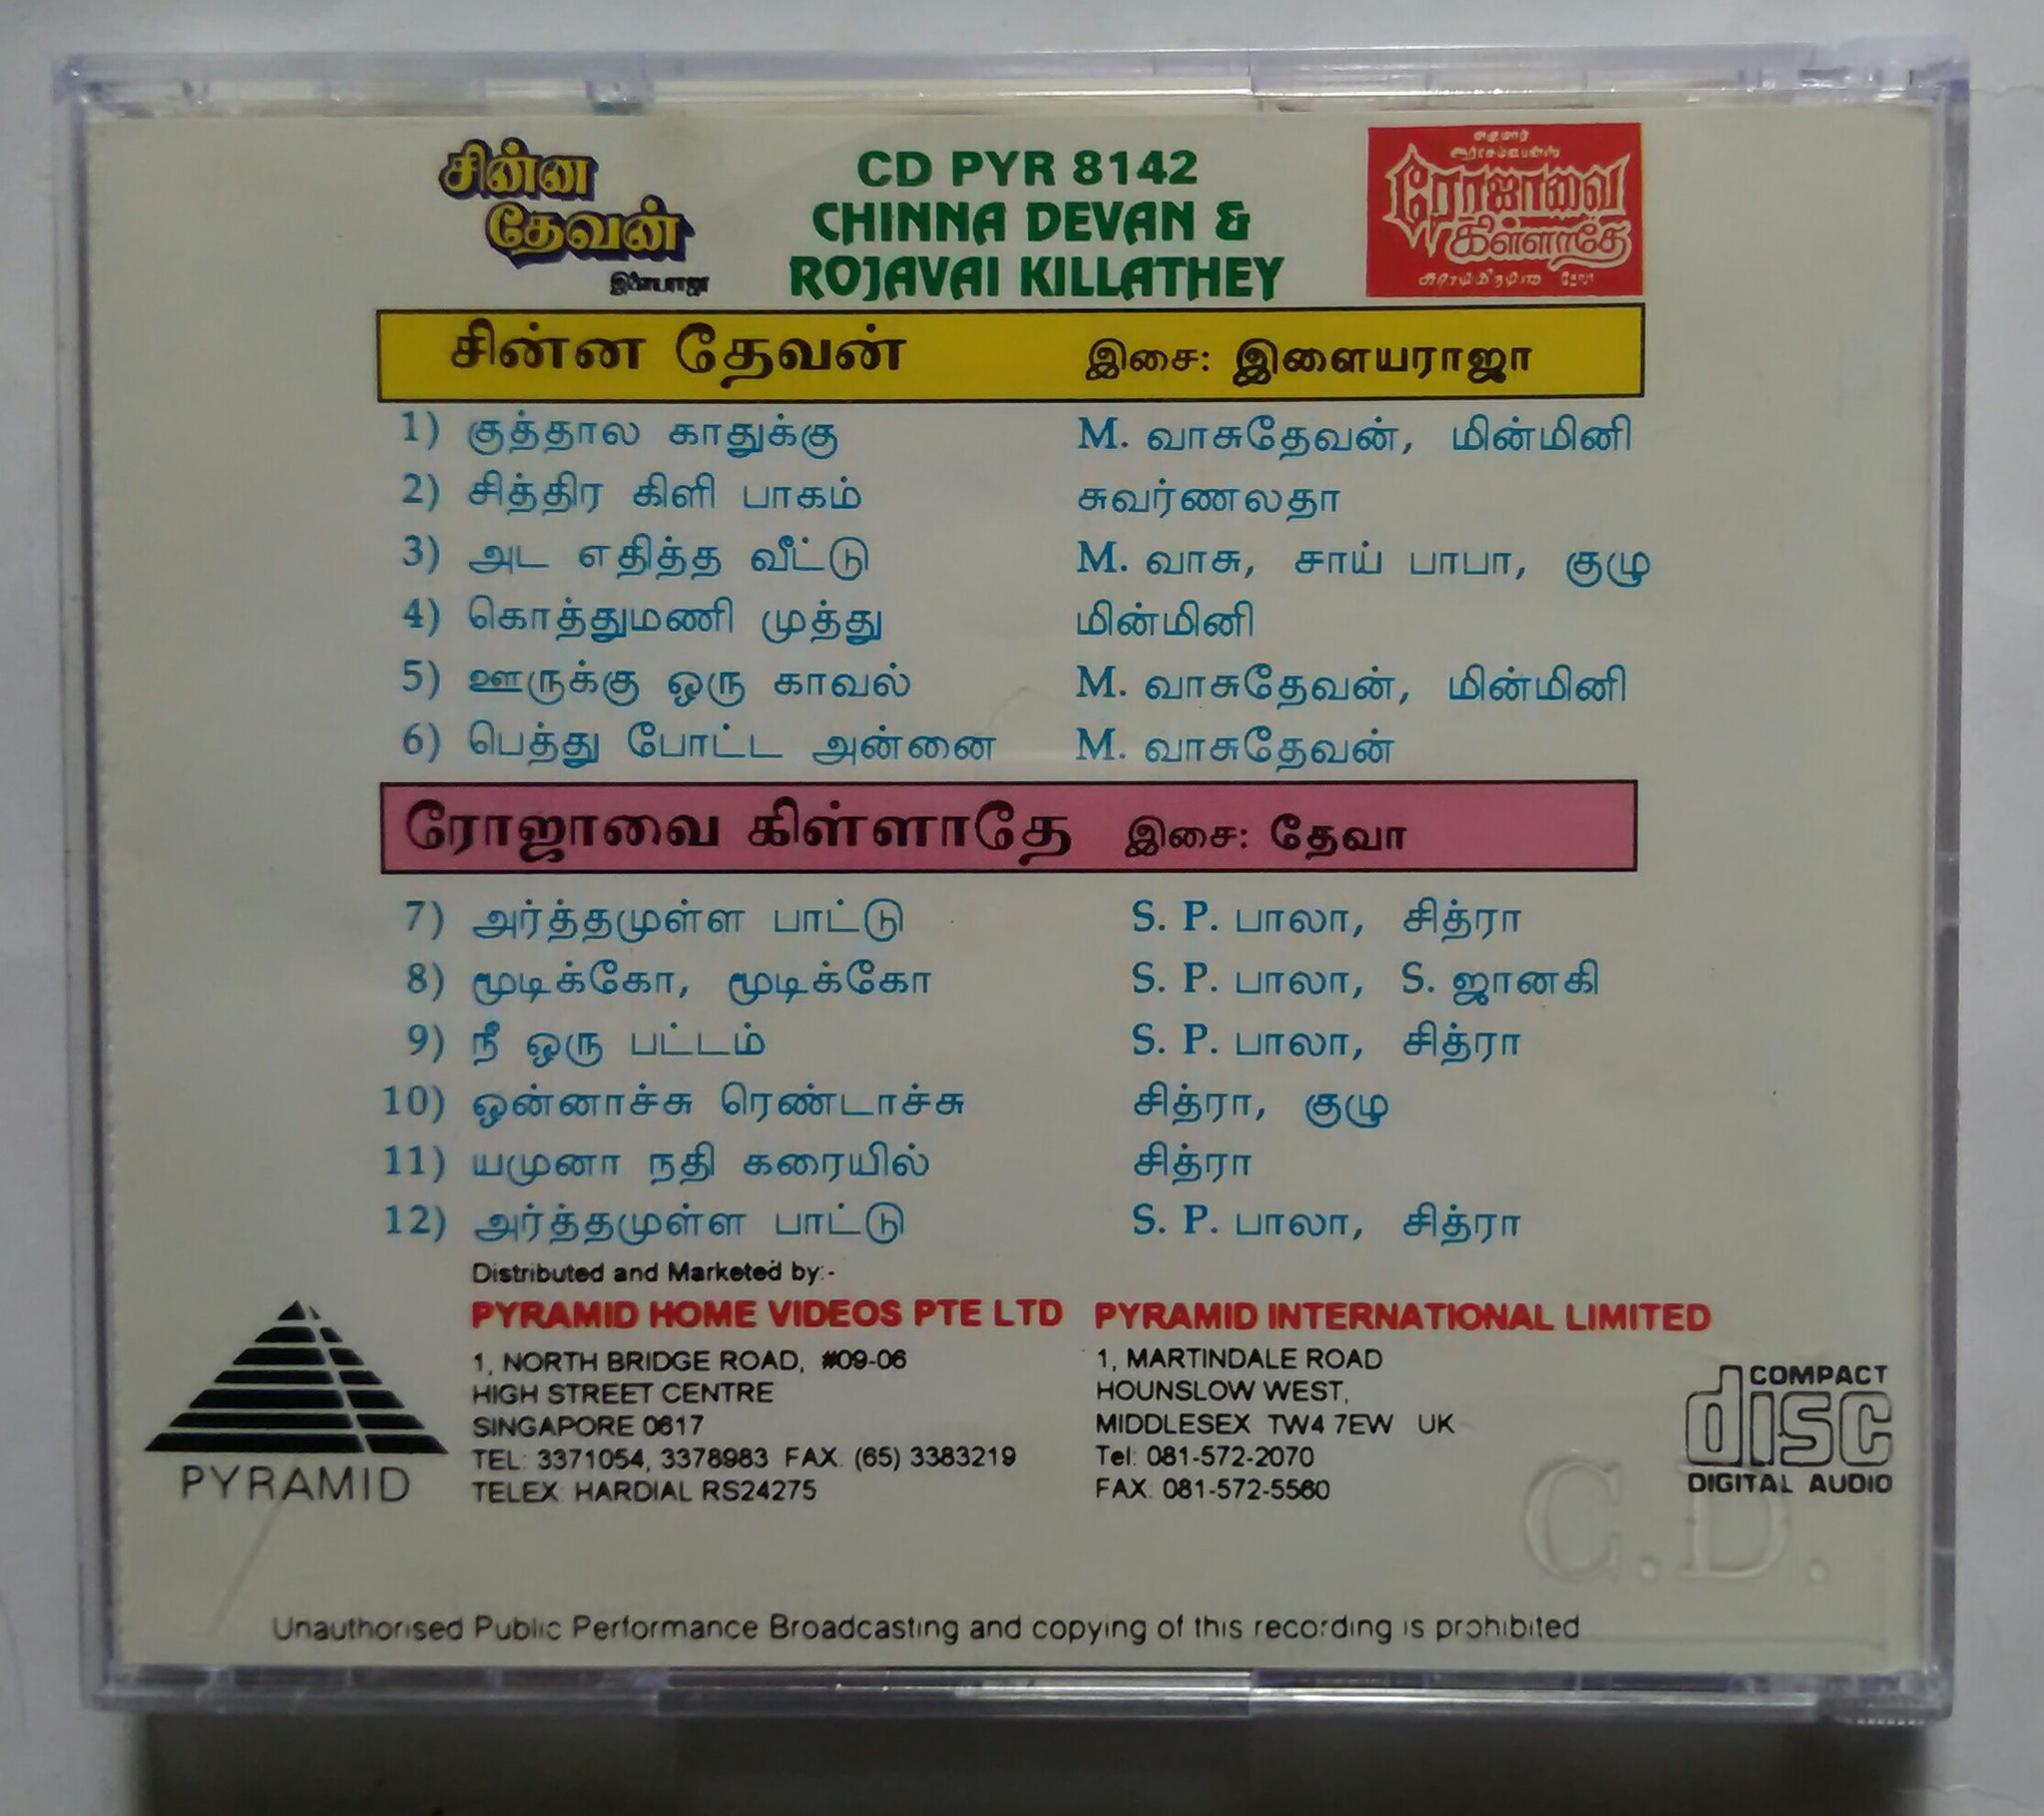 சின்ன
தேவன்
CD PYR 8142
CHINNA DEVAN &
ROJAVAI KILLATHEY
ரோஜாவை
கிள்ளாதே
சின்ன தேவன் இசை: இளையராஜா
1) குத்தால காதுக்கு M. வாசுதேவன், மின்மினி
2) சித்திர கிளி பாகம் சுவர்ணலதா
3) அட எதித்த வீட்டு M. வாசு, சாய் பாபா, குழு
4) கொத்துமணி முத்து மின்மினி
5) ஊருக்கு ஒரு காவல் M. வாசுதேவன், மின்மினி
6) பெத்து போட்ட அன்னை M. வாசுதேவன்
ரோஜாவை கிள்ளாதே இசை: தேவா
7) அர்த்தமுள்ள பாட்டு S. P. பாலா, சித்ரா
8) மூடிக்கோ, மூடிக்கோ S. P. பாலா, S. ஜானகி
9) நீ ஒரு பட்டம் S. P. பாலா, சித்ரா
10) ஒன்னாச்சு ரெண்டாச்சு சித்ரா, குழு
11) யமுனா நதி கரையில் சித்ரா
12) அர்த்தமுள்ள பாட்டு S. P. பாலா, சித்ரா
Distributed and Marketed by:-
PYRAMID HOME VIDEOS PTE LTD
1, NORTH BRIDGE ROAD, #09-06
HIGH STREET CENTRE
SINGAPORE 0617
TEL: 3371054, 3378983 FAX. (65) 3383219
TELEX: HARDIAL RS24275
PYRAMID INTERNATIONAL LIMITED
1, MARTINDALE ROAD
HOUNSLOW WEST,
MIDDLESEX TW4 7EW UK
Tel: 081-572-2070
FAX: 081-572-5560
PYRAMID
COMPACT
disc
DIGITAL AUDIO
C.D.
Unauthorised Public Performance Broadcasting and copying of this recording is prohibited